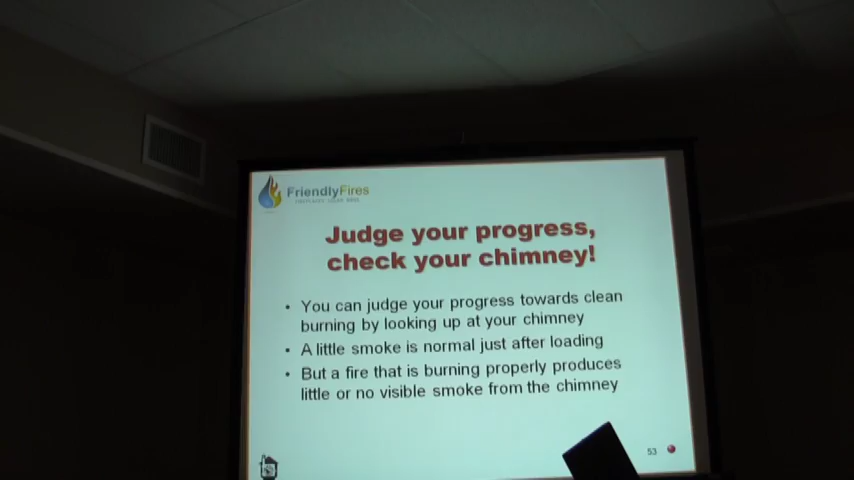 FriendlyFires
Judge your progress,
check your chimney!
• You can judge your progress towards clean
burning by looking up at your chimney
• A little smoke is normal just after loading
• But a fire that is burning properly produces
little or no visible smoke from the chimney
53